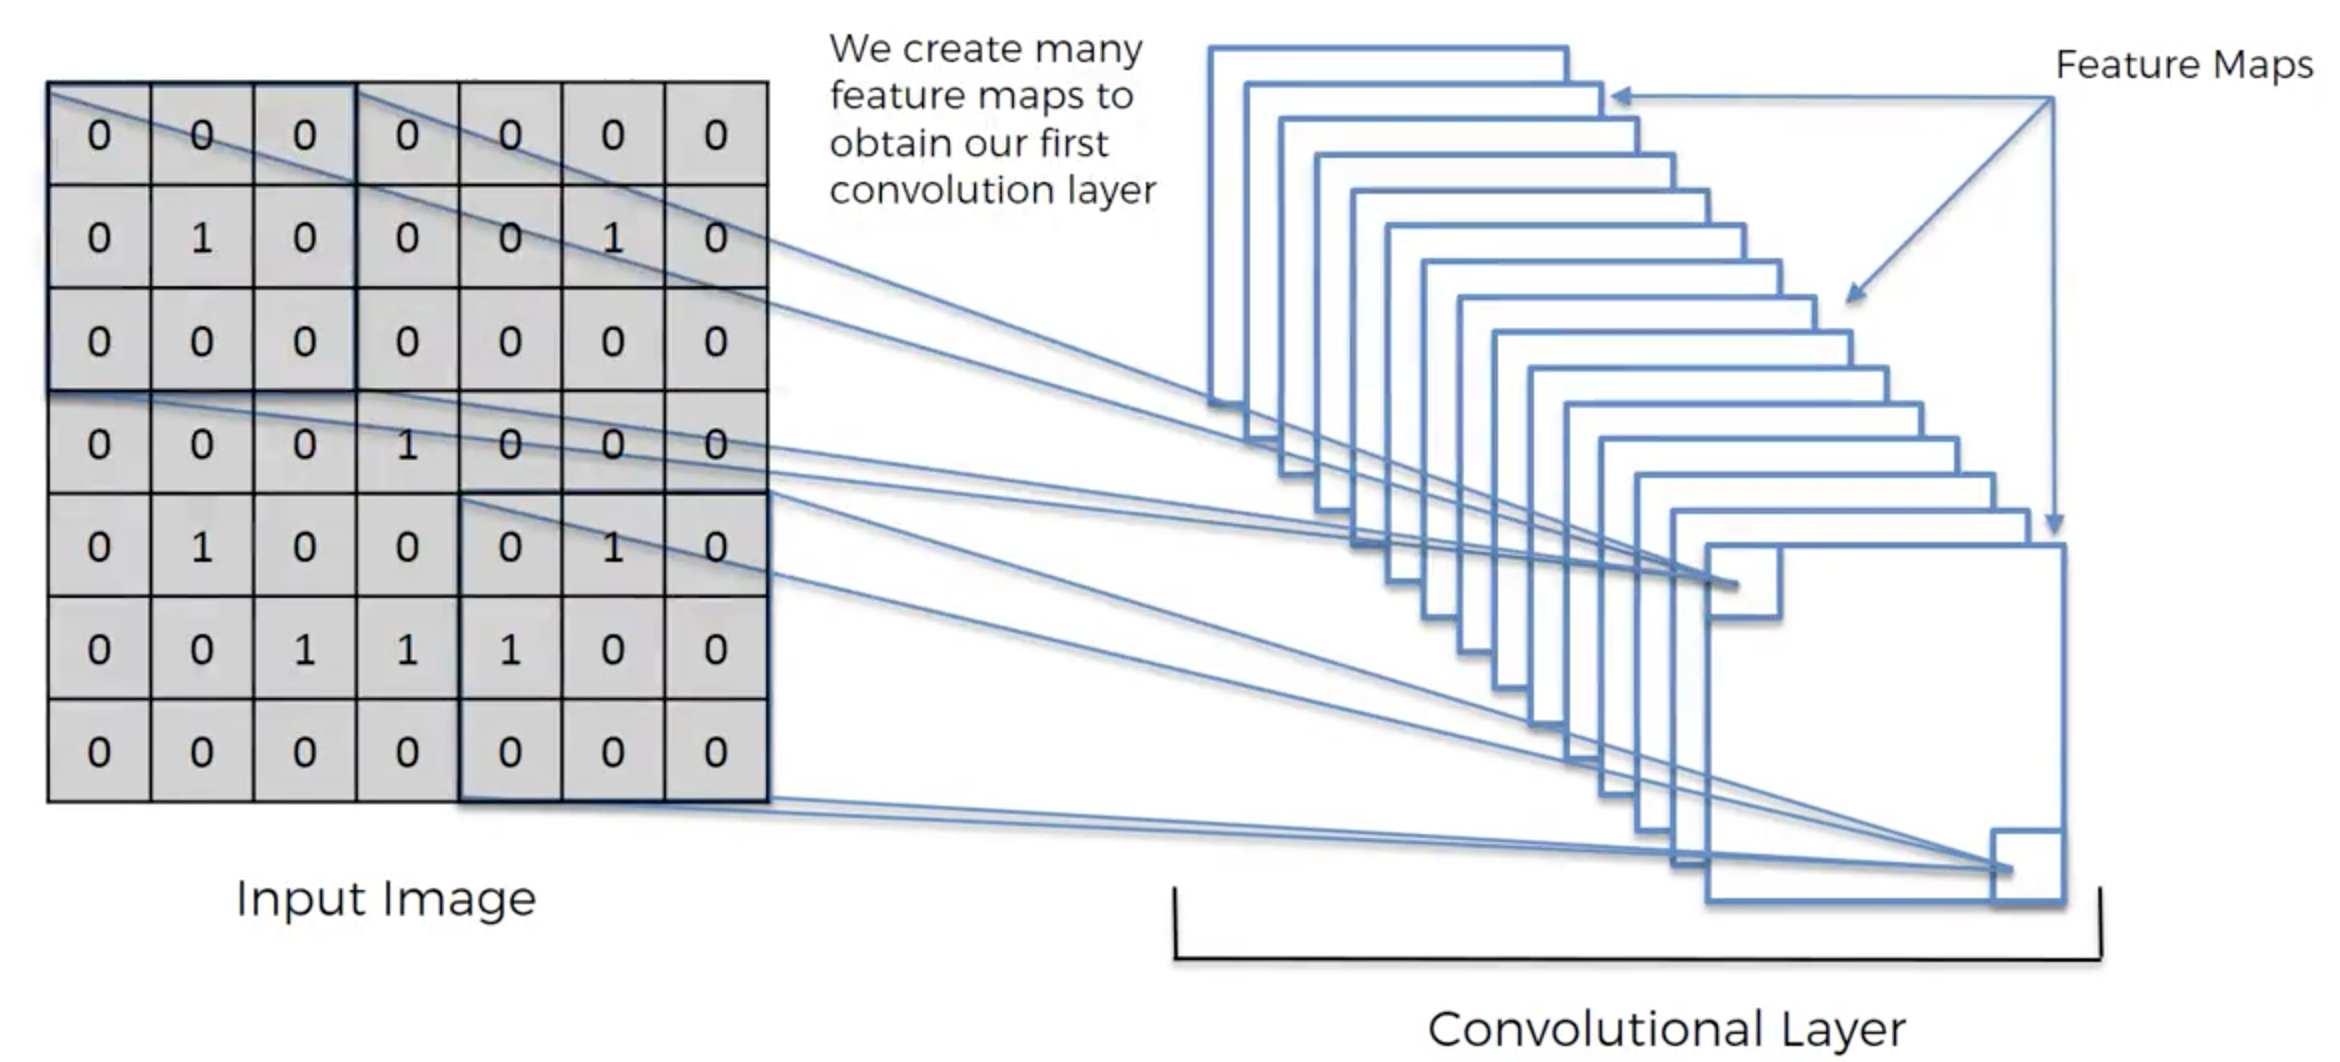 We create many
feature maps to
obtain our first
convolution layer
Feature Maps
0 0 0 0 0 0 0
0 1 0 0 0 1 0
0 0 0 0 0 0 0
0 0 0 1 0 0 0
0 1 0 0 0 1 0
0 0 1 1 1 0 0
0 0 0 0 0 0 0
Input Image
Convolutional Layer